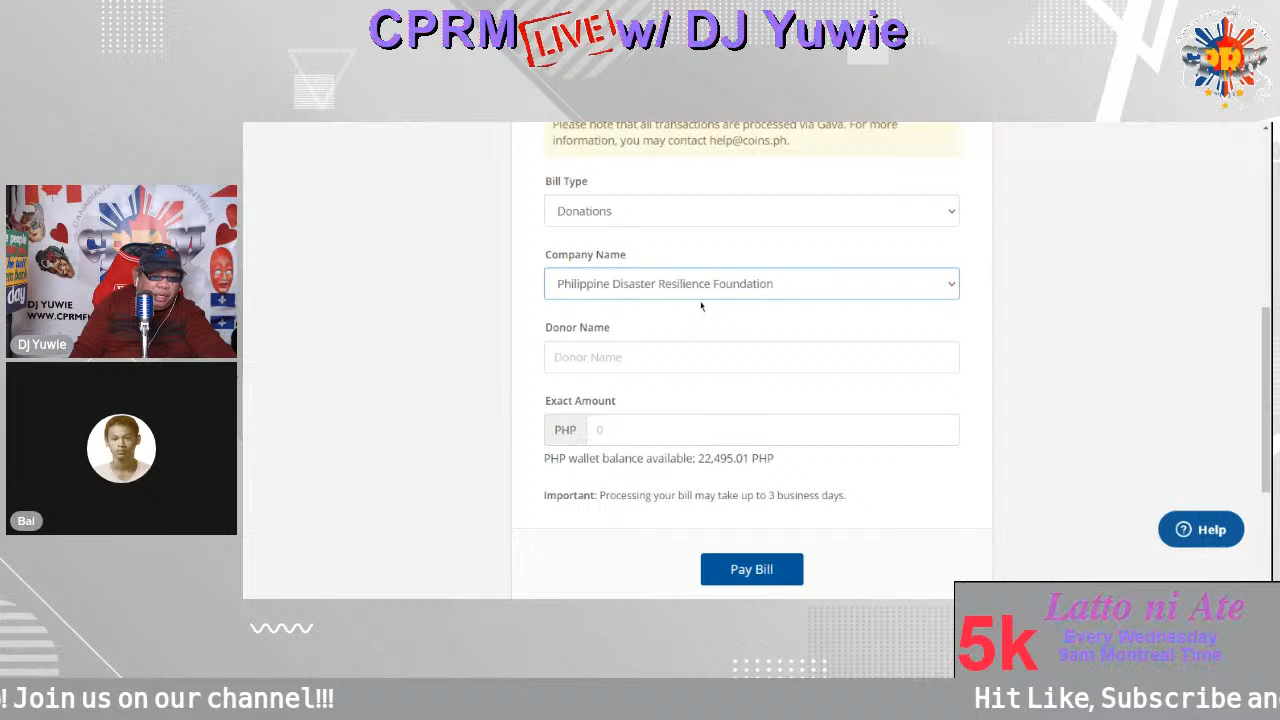 CPRM LIVE w/ DJ Yuwie
Please note that all transactions are processed via Gava. For more
information, you may contact help@coins.ph.
Bill Type
Donations
Company Name
Philippine Disaster Resilience Foundation
Donor Name
Donor Name
Exact Amount
PHP 0
PHP wallet balance available: 22,495.01 PHP
Important: Processing your bill may take up to 3 business days.
Help
Pay Bill
DJ YUWIE
WWW.CPRMF
DJ Yuwie
Bai
Latto ni Ate
5k
Every Wednesday
9am Montreal Time
! Join us on our channel!!! Hit Like, Subscribe an